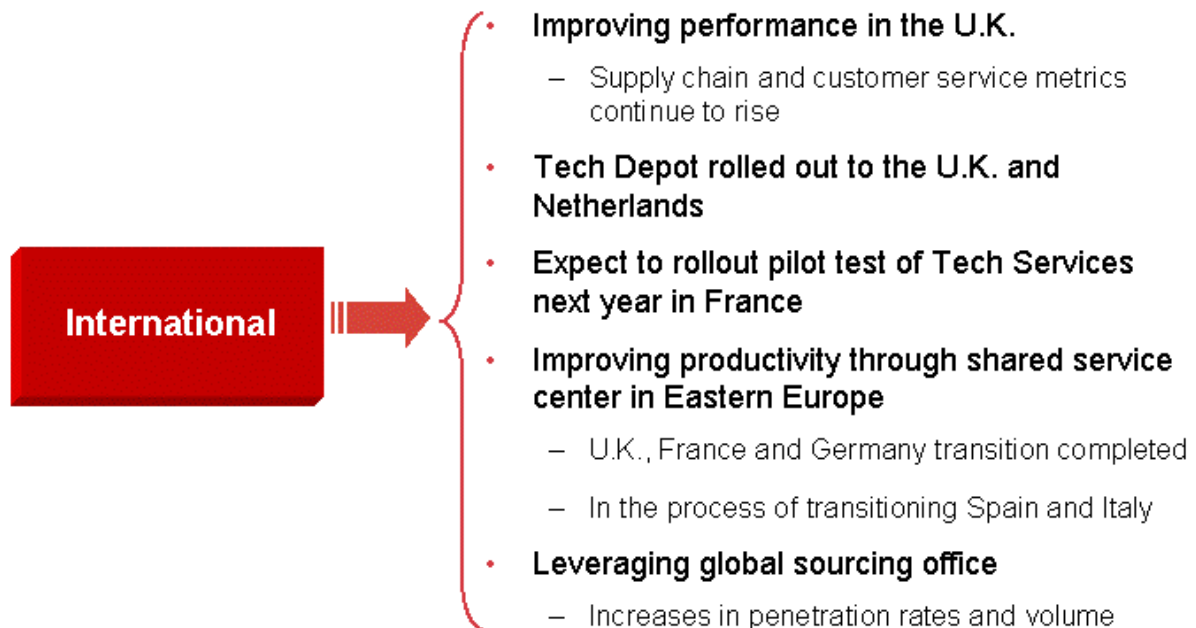 International
• Improving performance in the U.K.
– Supply chain and customer service metrics
continue to rise
• Tech Depot rolled out to the U.K. and
Netherlands
• Expect to rollout pilot test of Tech Services
next year in France
• Improving productivity through shared service
center in Eastern Europe
– U.K., France and Germany transition completed
– In the process of transitioning Spain and Italy
• Leveraging global sourcing office
– Increases in penetration rates and volume